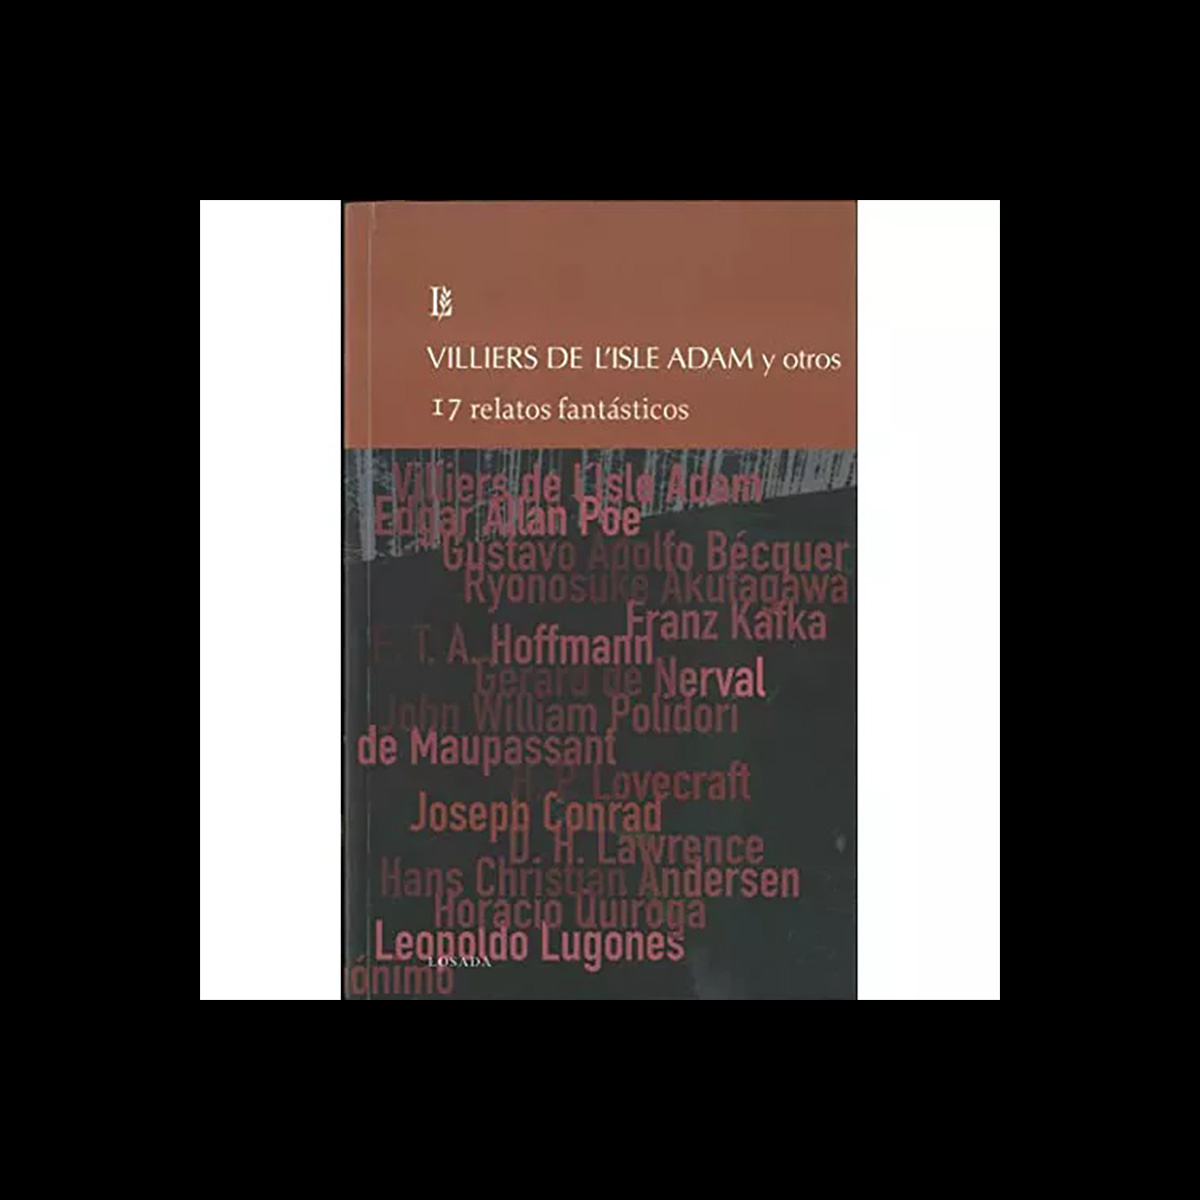 VILLIERS DE L'ISLE ADAM y otros
17 relatos fantásticos
Villiers de L'Isle Adam
Edgar Allan Poe
Gustavo Adolfo Bécquer
Ryonosuke Akutagawa
Franz Kafka
E. T. A. Hoffmann
Gérard de Nerval
John William Polidori
de Maupassant
H. P. Lovecraft
Joseph Conrad
D. H. Lawrence
Hans Christian Andersen
Horacio Quiroga
Leopoldo Lugones
LOSADA
ónimo